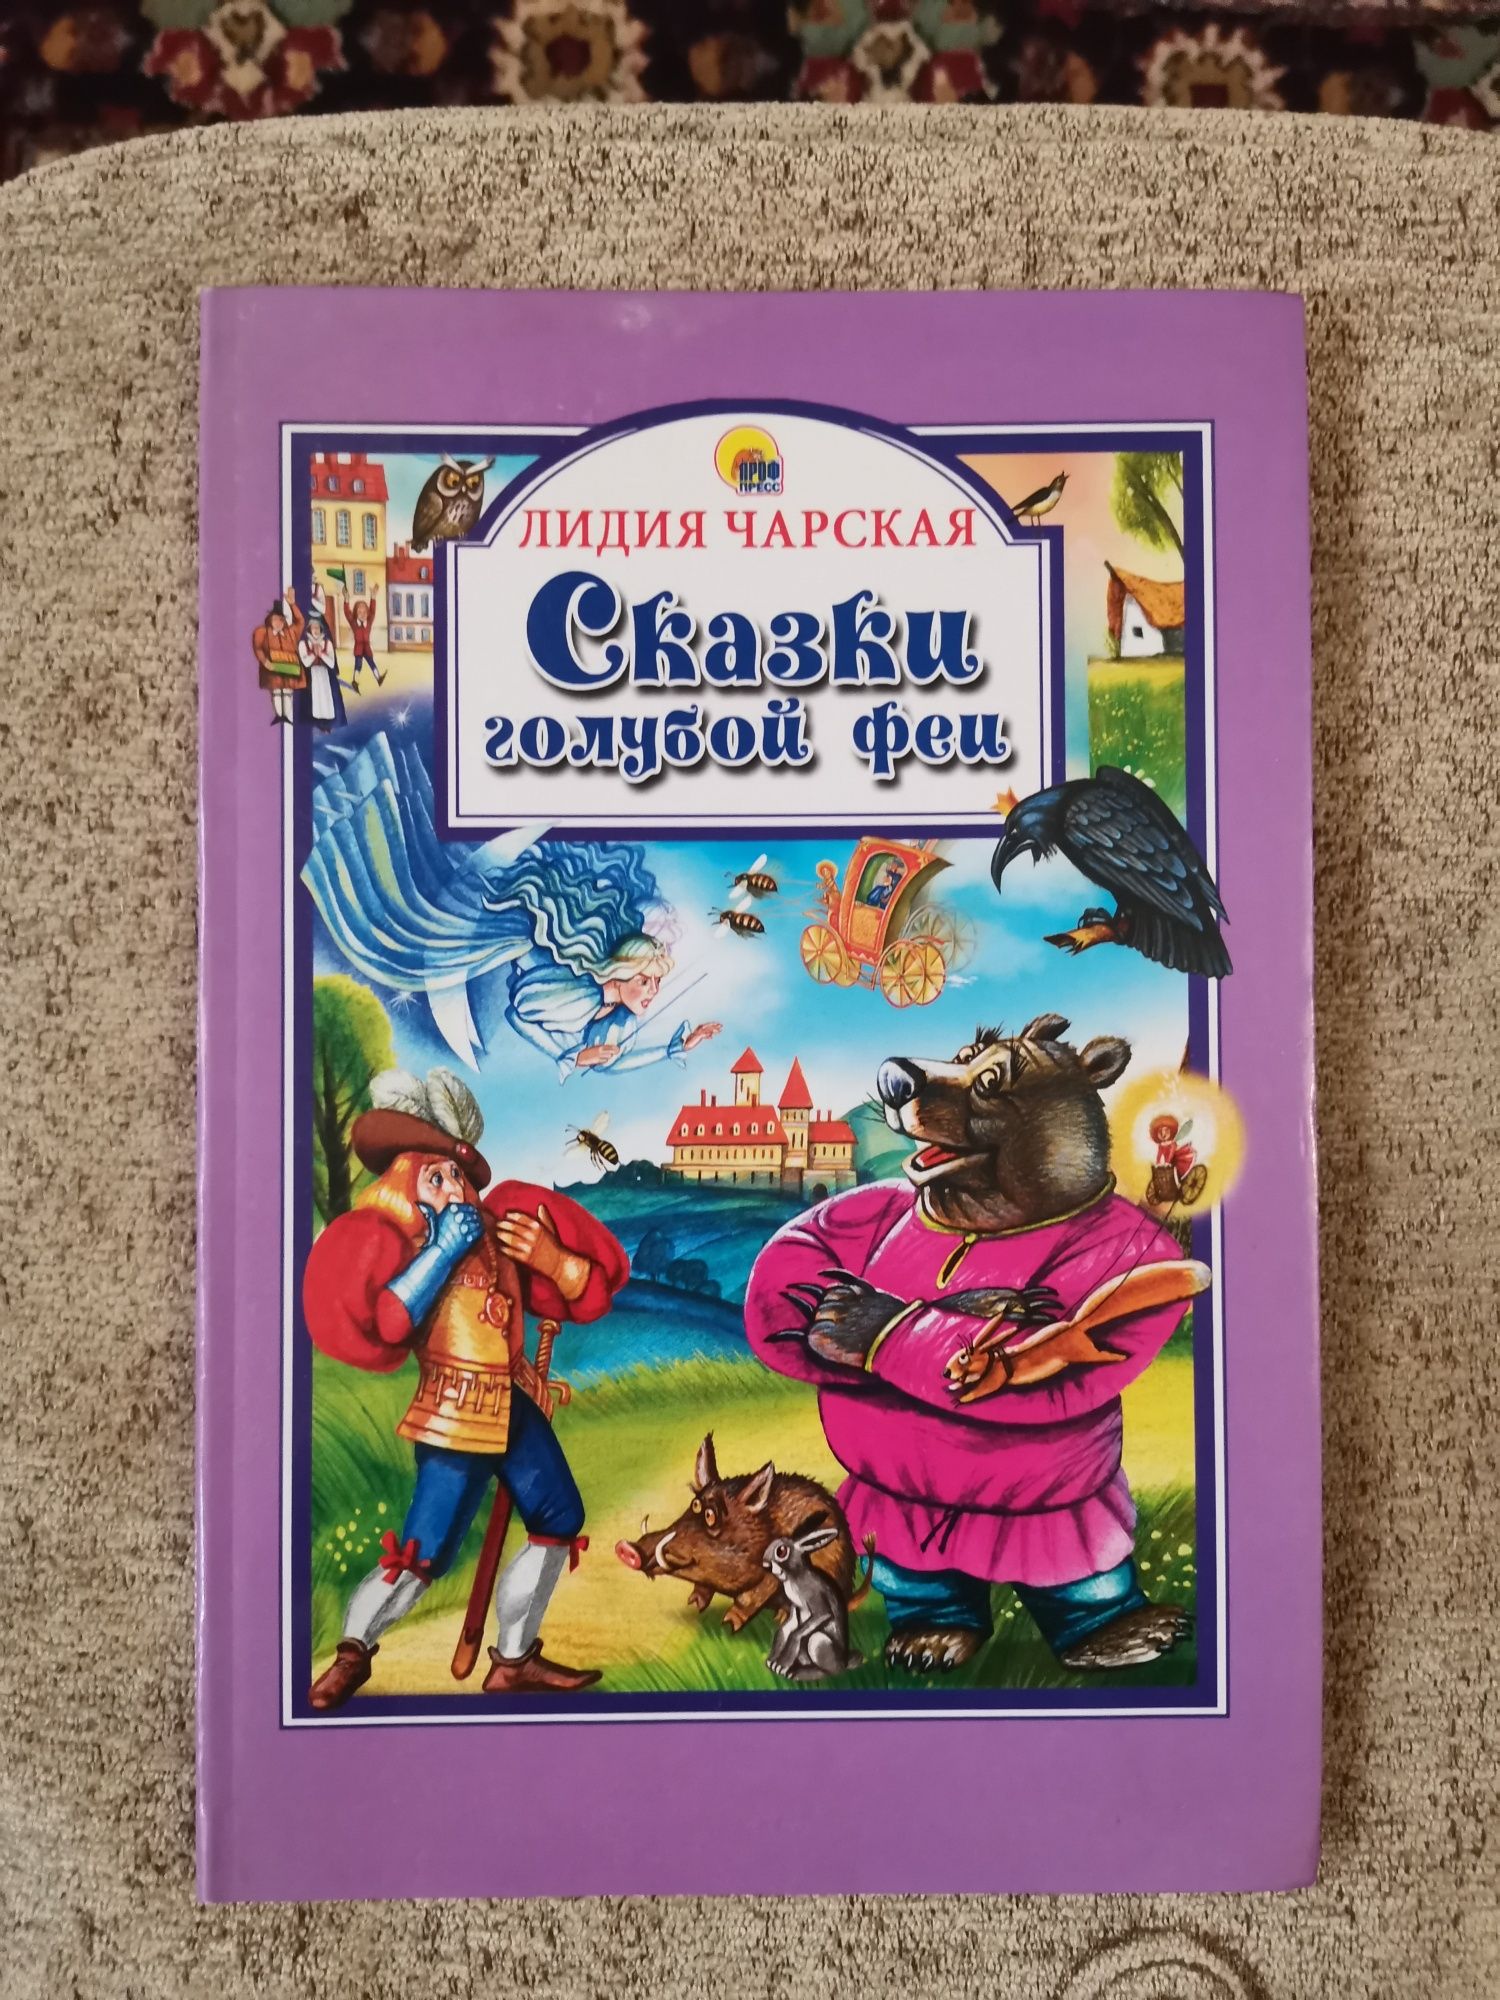 ПРОФ
ПРЕСС
ЛИДИЯ ЧАРСКАЯ
Сказки
голубой феи